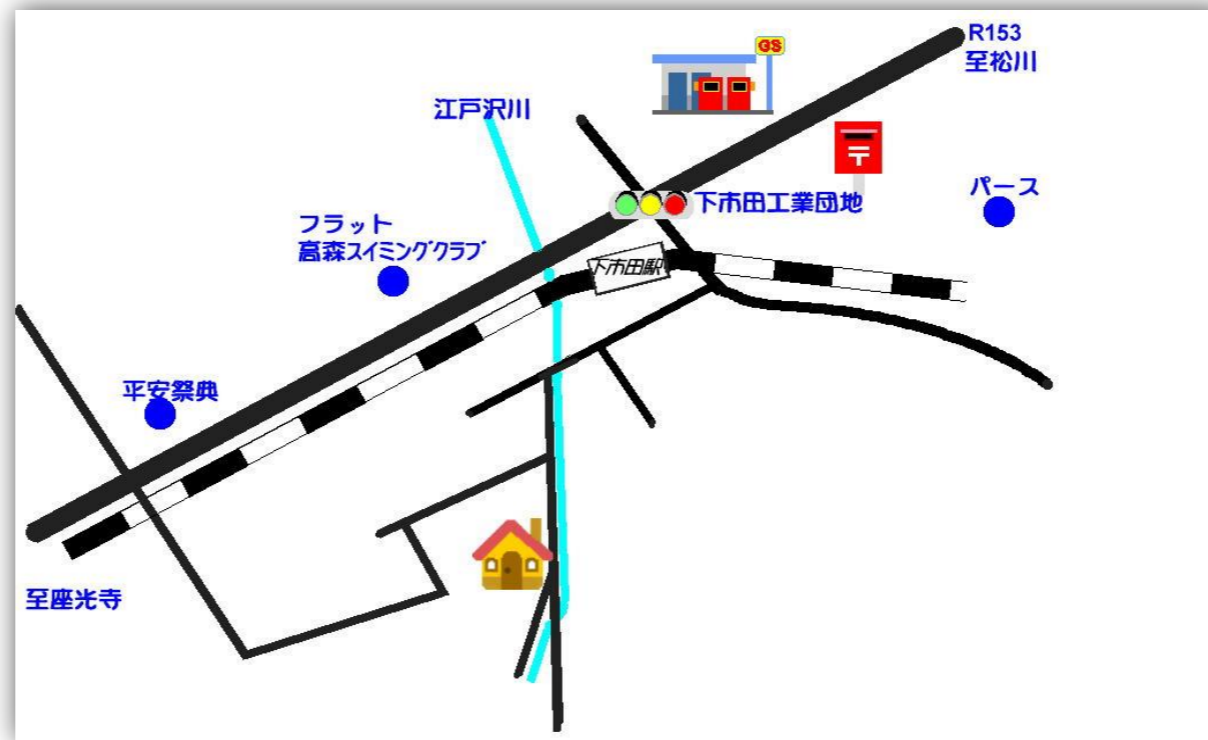 R153
至松川
GS
江戸沢川
〒
パース
下市田工業団地
フラット
高森スイミングクラブ
下市田駅
平安祭典
至座光寺